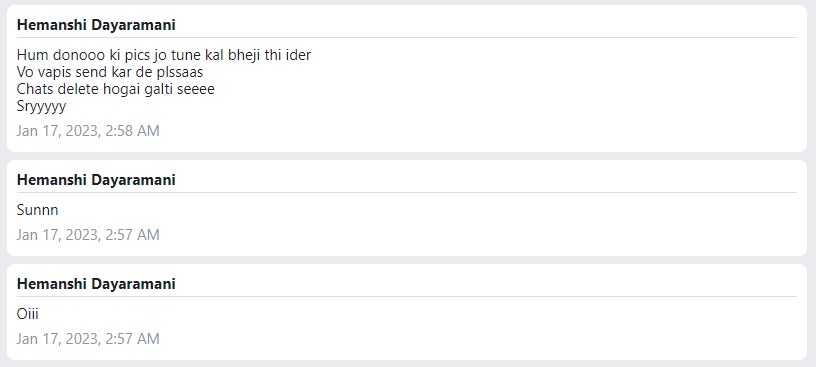 Hemanshi Dayaramani
Hum donooo ki pics jo tune kal bheji thi ider
Vo vapis send kar de plssaas
Chats delete hogai galti seeee
Sryyyyy
Jan 17, 2023, 2:58 AM
Hemanshi Dayaramani
Sunnn
Jan 17, 2023, 2:57 AM
Hemanshi Dayaramani
Oiii
Jan 17, 2023, 2:57 AM